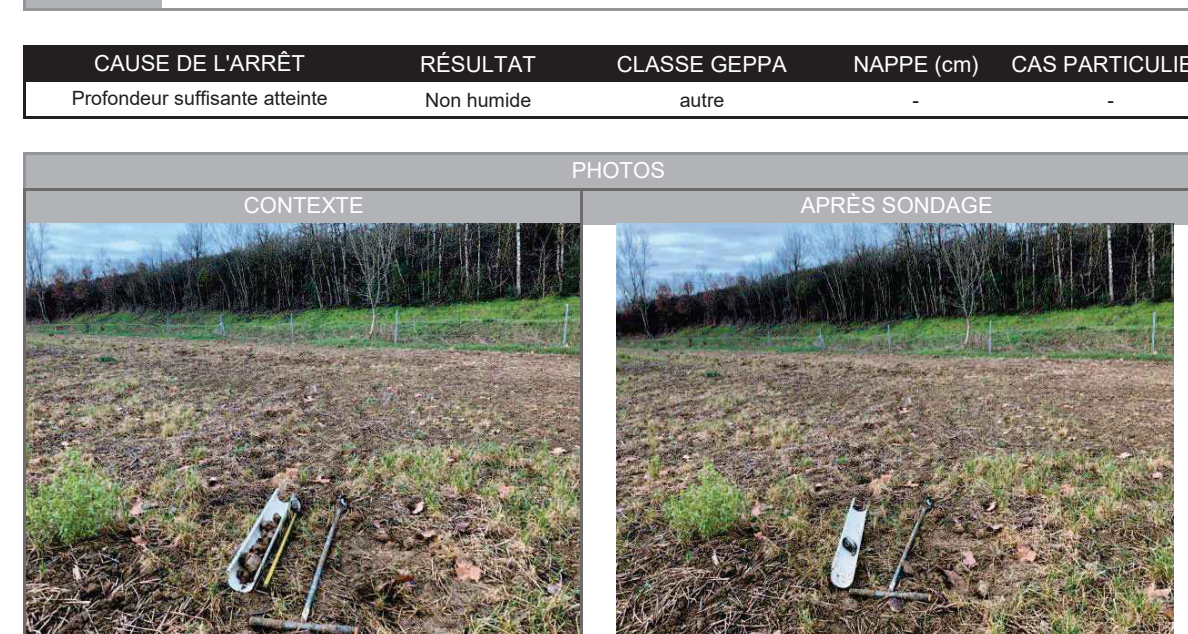 CAUSE DE L'ARRÊT RÉSULTAT CLASSE GEPPA NAPPE (cm) CAS PARTICULIE
Profondeur suffisante atteinte Non humide autre - -
PHOTOS
CONTEXTE APRÈS SONDAGE